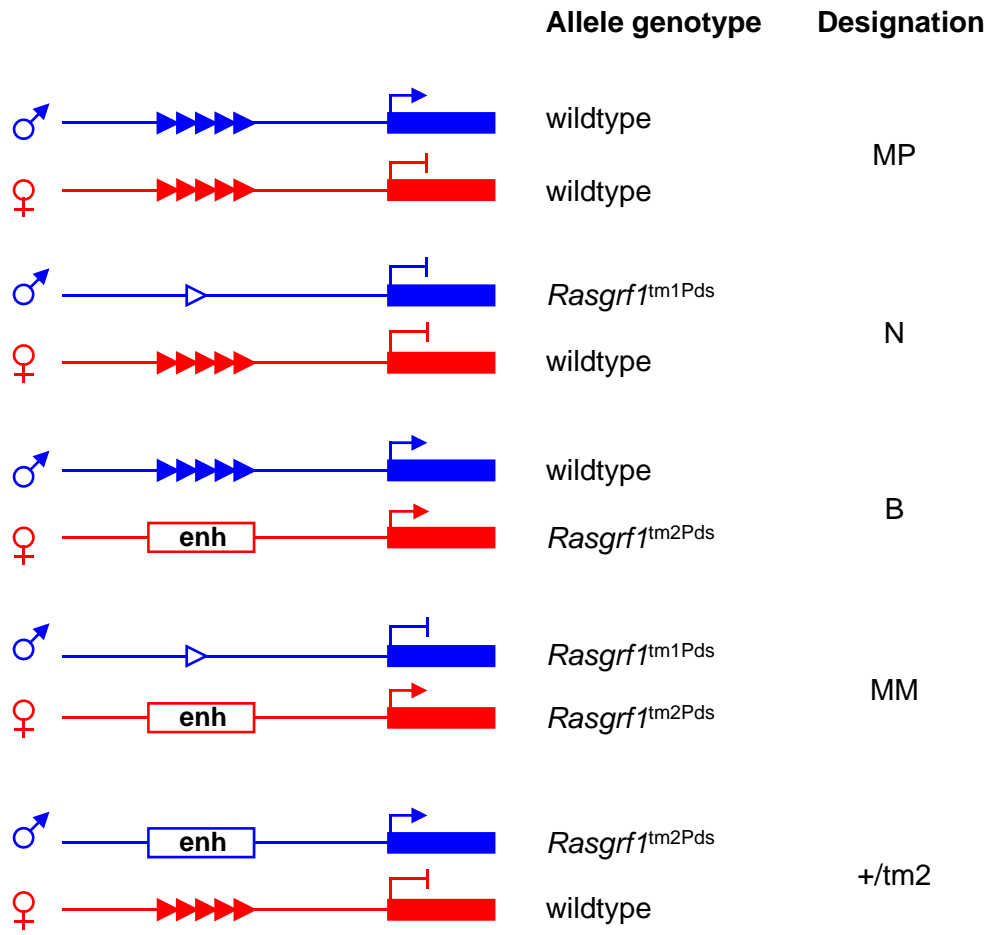 Allele genotype Designation
wildtype
MP
wildtype
Rasgrf1tm1Pds
N
wildtype
wildtype
B
enh Rasgrf1tm2Pds
Rasgrf1tm1Pds
MM
enh Rasgrf1tm2Pds
enh Rasgrf1tm2Pds
+/tm2
wildtype